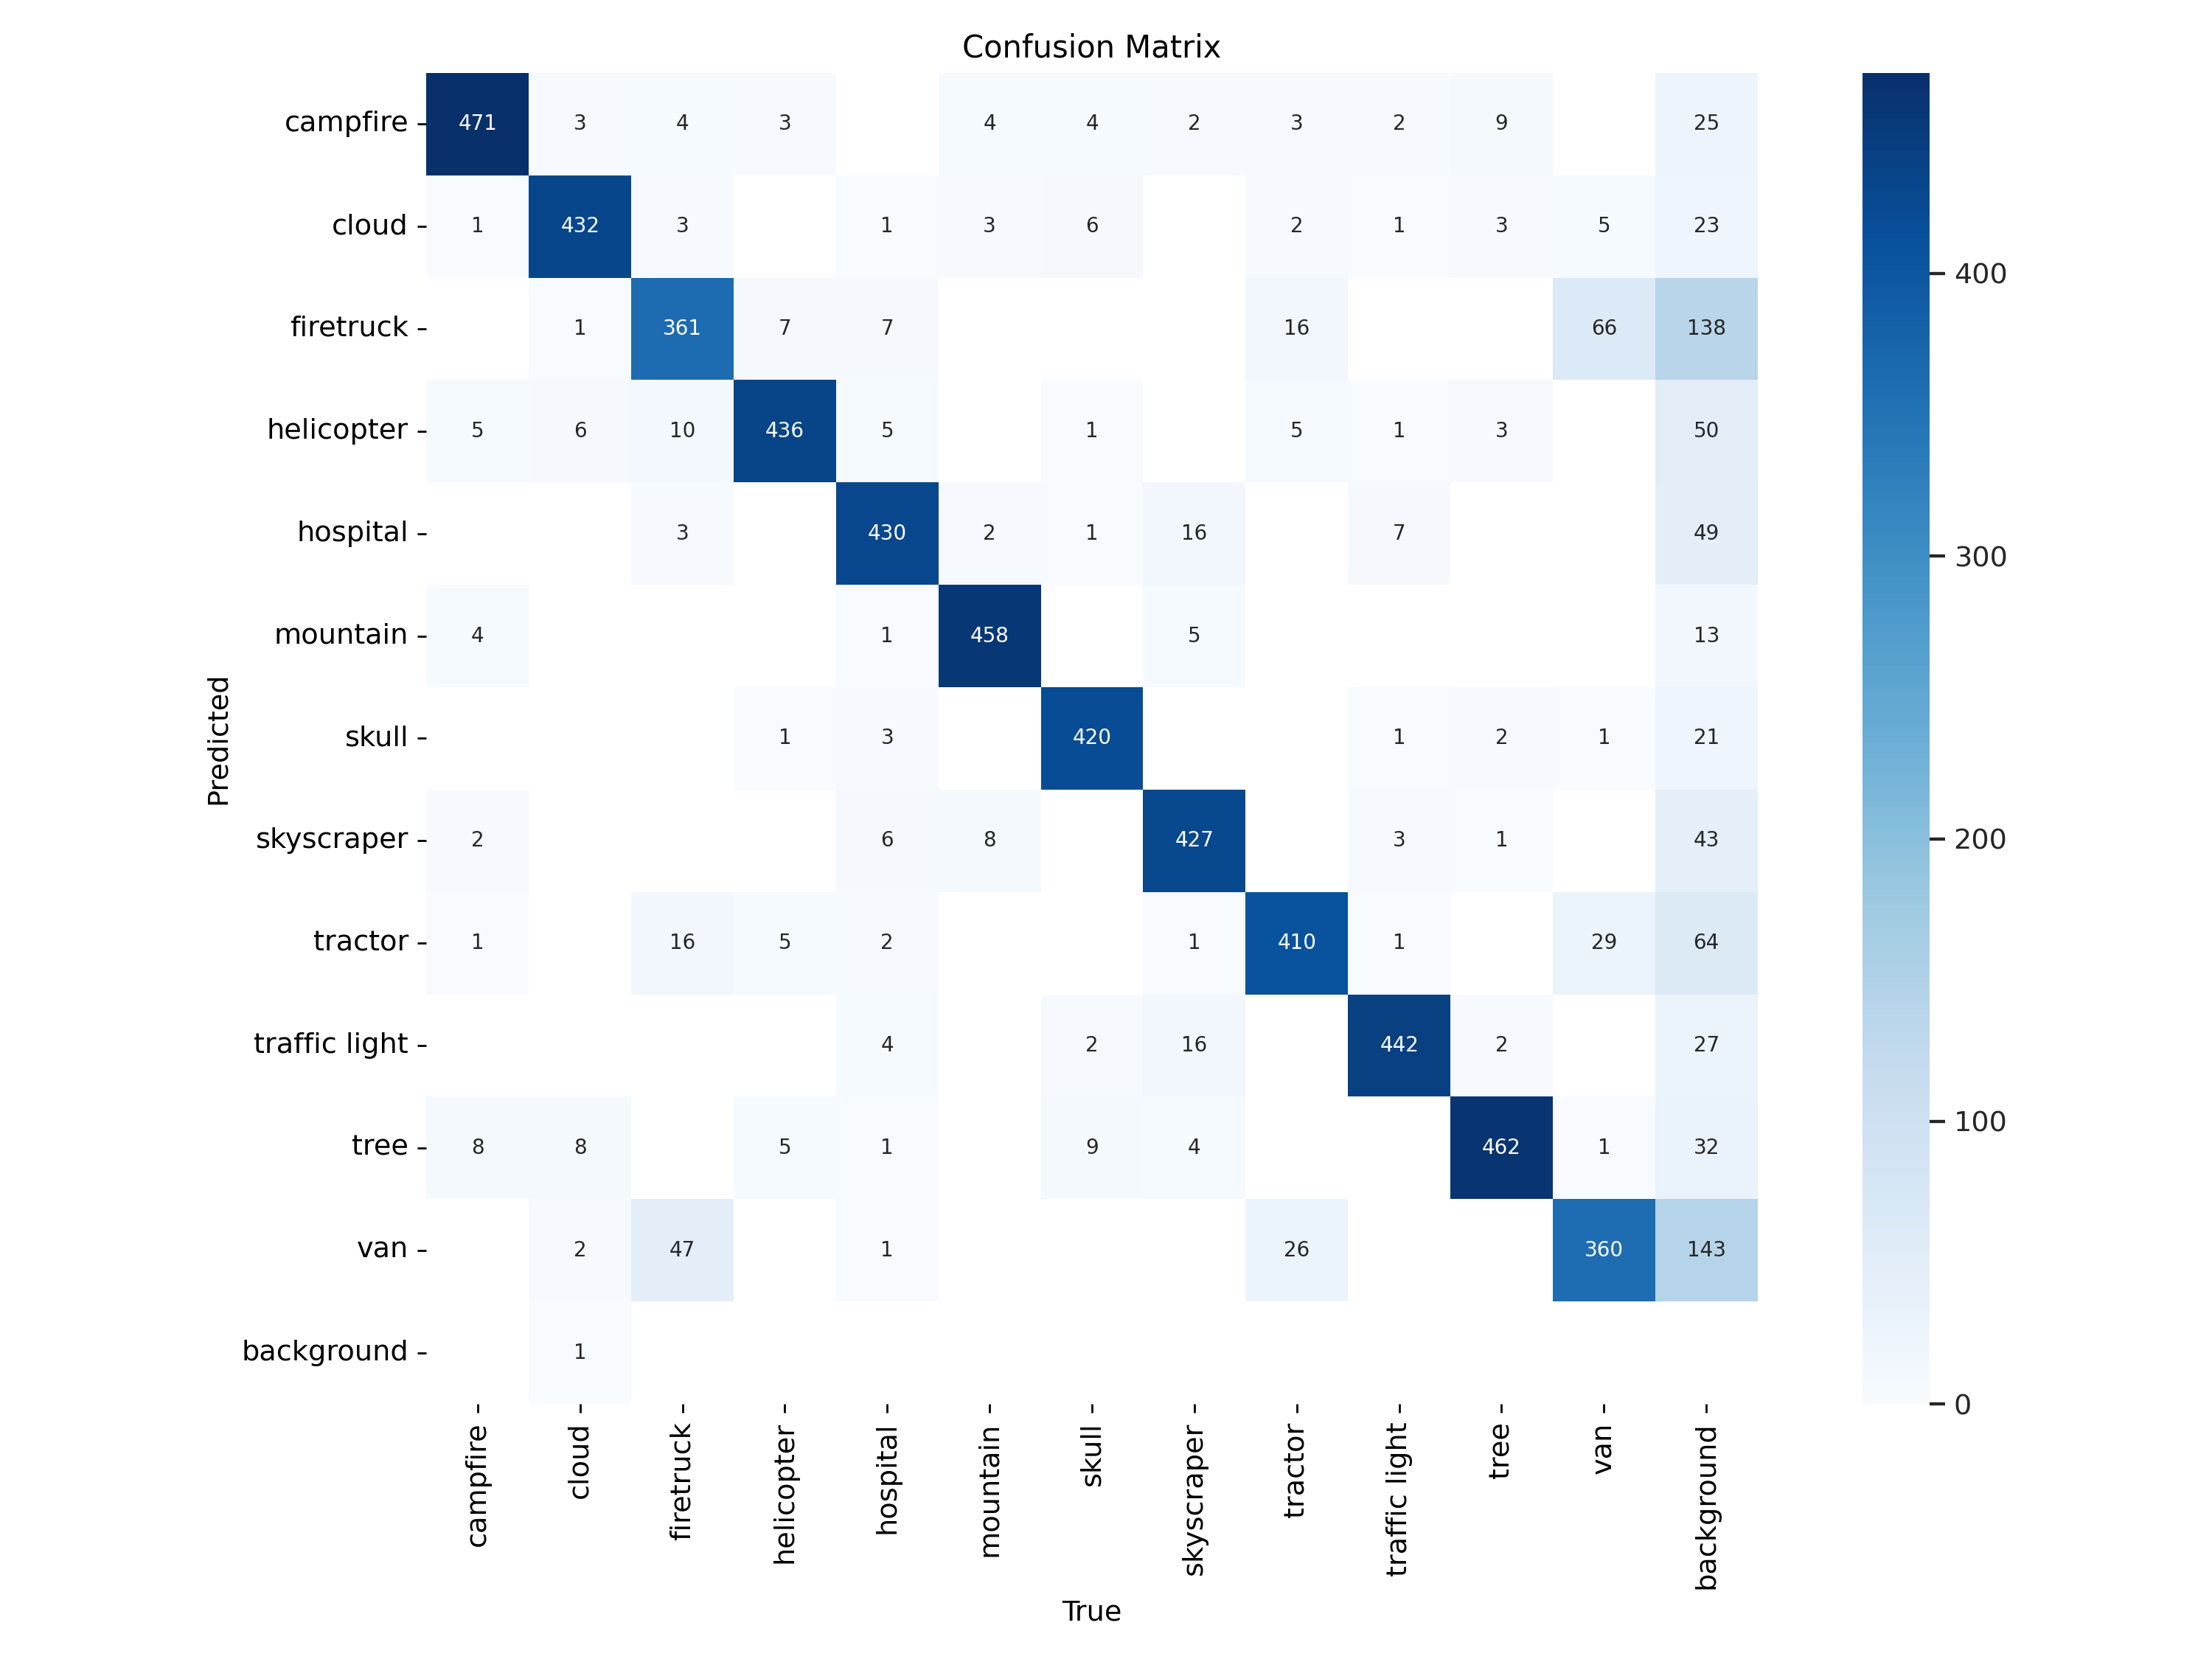 Confusion Matrix
campfire 471 3 4 3 4 4 2 3 2 9 25
cloud 1 432 3 1 3 6 2 1 3 5 23
firetruck 1 361 7 7 16 66 138
helicopter 5 6 10 436 5 1 5 1 3 50
hospital 3 430 2 1 16 7 49
mountain 4 1 458 5 13
skull 1 3 420 1 2 1 21
skyscraper 2 6 8 427 3 1 43
tractor 1 16 5 2 1 410 1 29 64
traffic light 4 2 16 442 2 27
tree 8 8 5 1 9 4 462 1 32
van 2 47 1 26 360 143
background 1
Predicted
campfire cloud firetruck helicopter hospital mountain skull skyscraper tractor traffic light tree van background
True
400
300
200
100
0